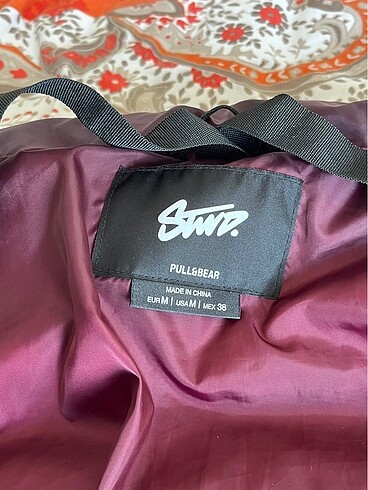 STWD.
PULL&BEAR
MADE IN CHINA
EUR M | USA M | MEX 38